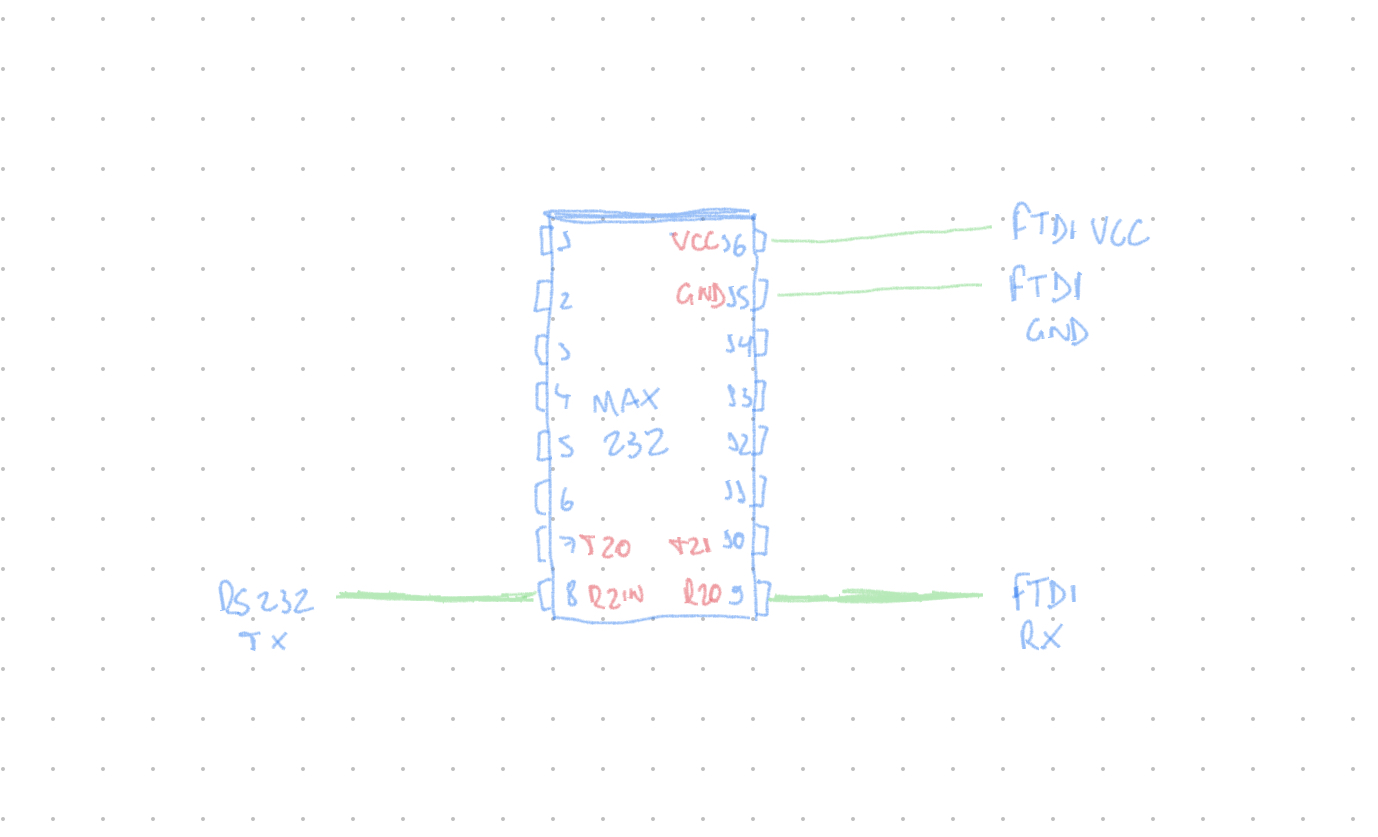 1 VCC 16 FTDI VCC
2 GND 15 FTDI
GND
3 14
4 MAX 13
5 232 12
6 11
7 T2O T2I 10
RS232 8 R2IN R2O 9 FTDI
TX RX